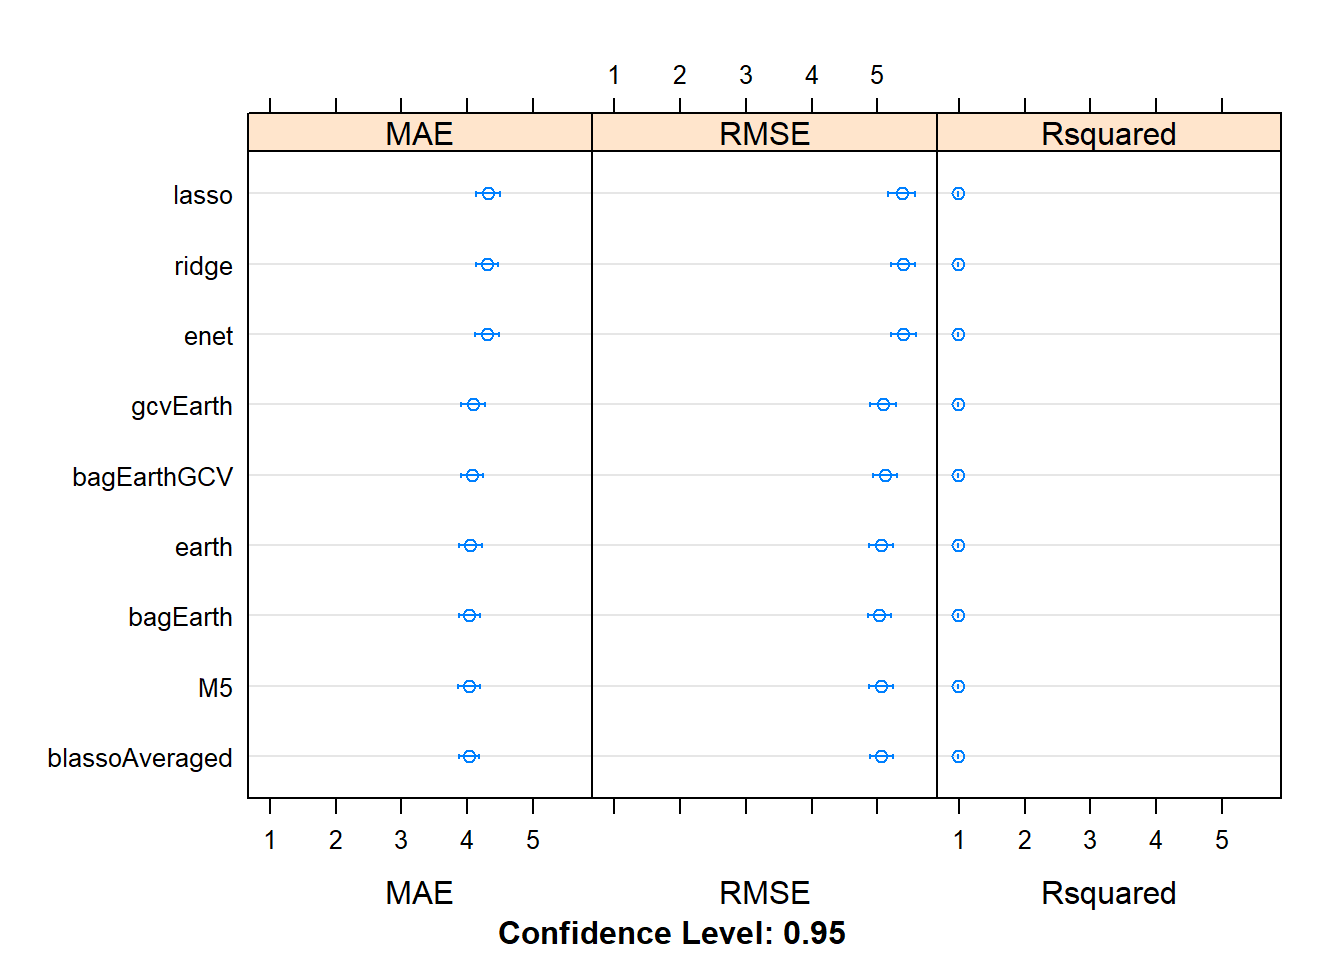 1 2 3 4 5
MAE RMSE Rsquared
lasso
ridge
enet
gcvEarth
bagEarthGCV
earth
bagEarth
M5
blassoAveraged
1 2 3 4 5 1 2 3 4 5
MAE RMSE Rsquared
Confidence Level: 0.95